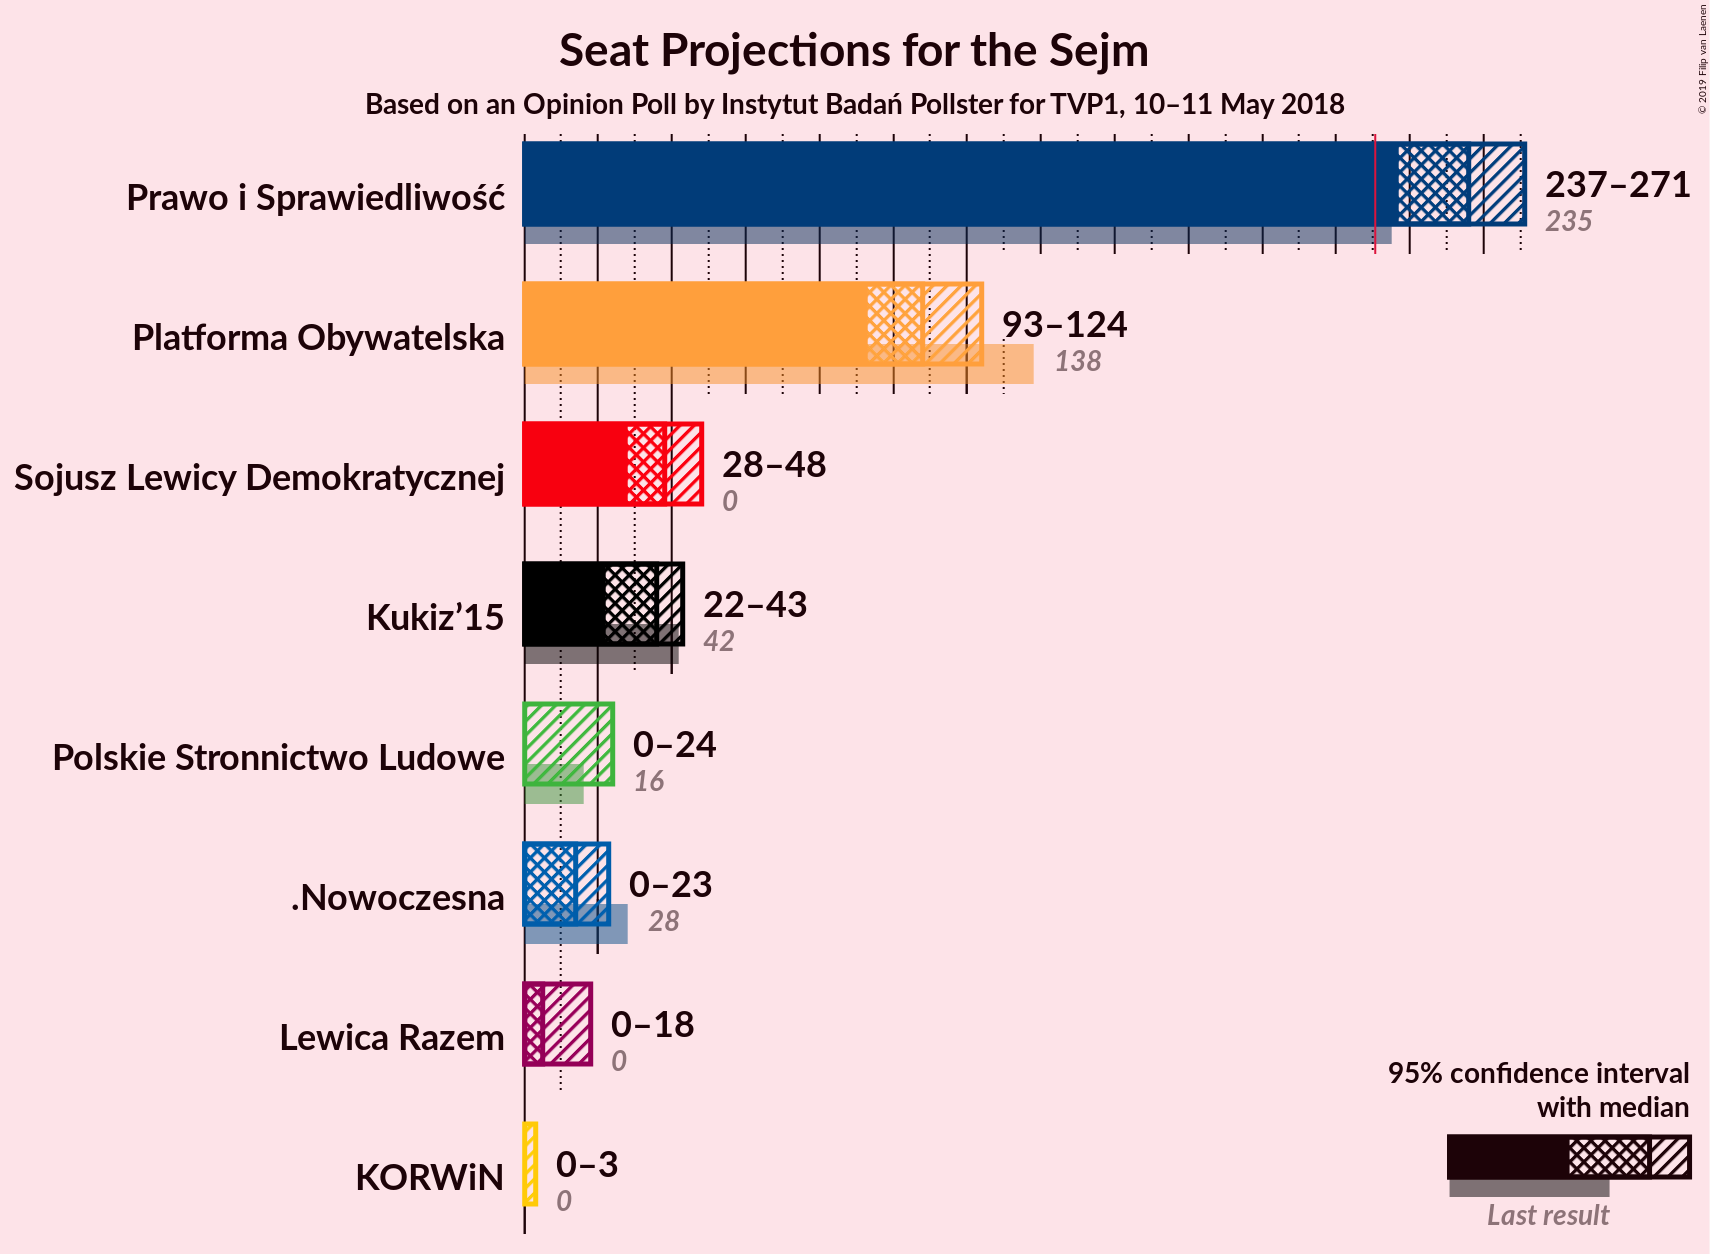 Seat Projections for the Sejm
Based on an Opinion Poll by Instytut Badań Pollster for TVP1, 10–11 May 2018
© 2019 Filip van Laenen
Prawo i Sprawiedliwość
237–271
235
Platforma Obywatelska
93–124
138
Sojusz Lewicy Demokratycznej
28–48
0
Kukiz’15
22–43
42
Polskie Stronnictwo Ludowe
0–24
16
.Nowoczesna
0–23
28
Lewica Razem
0–18
0
KORWiN
0–3
0
95% confidence interval
with median
Last result